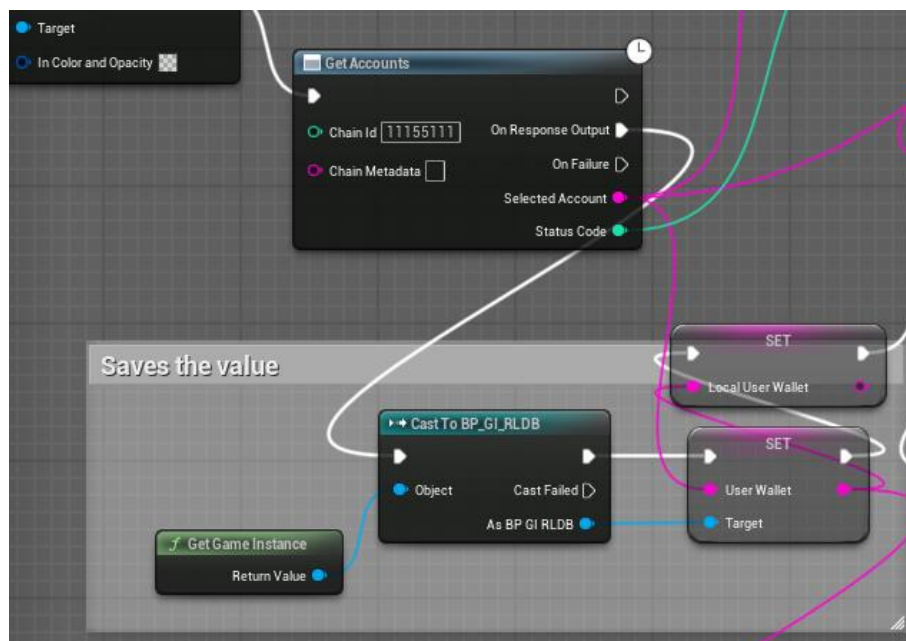 Target
In Color and Opacity
Get Accounts
Chain Id 11155111
On Response Output
On Failure
Chain Metadata
Selected Account
Status Code
Saves the value
SET
Local User Wallet
Cast To BP_GI_RLDB
SET
Object
Cast Failed
User Wallet
As BP GI RLDB
Target
f Get Game Instance
Return Value